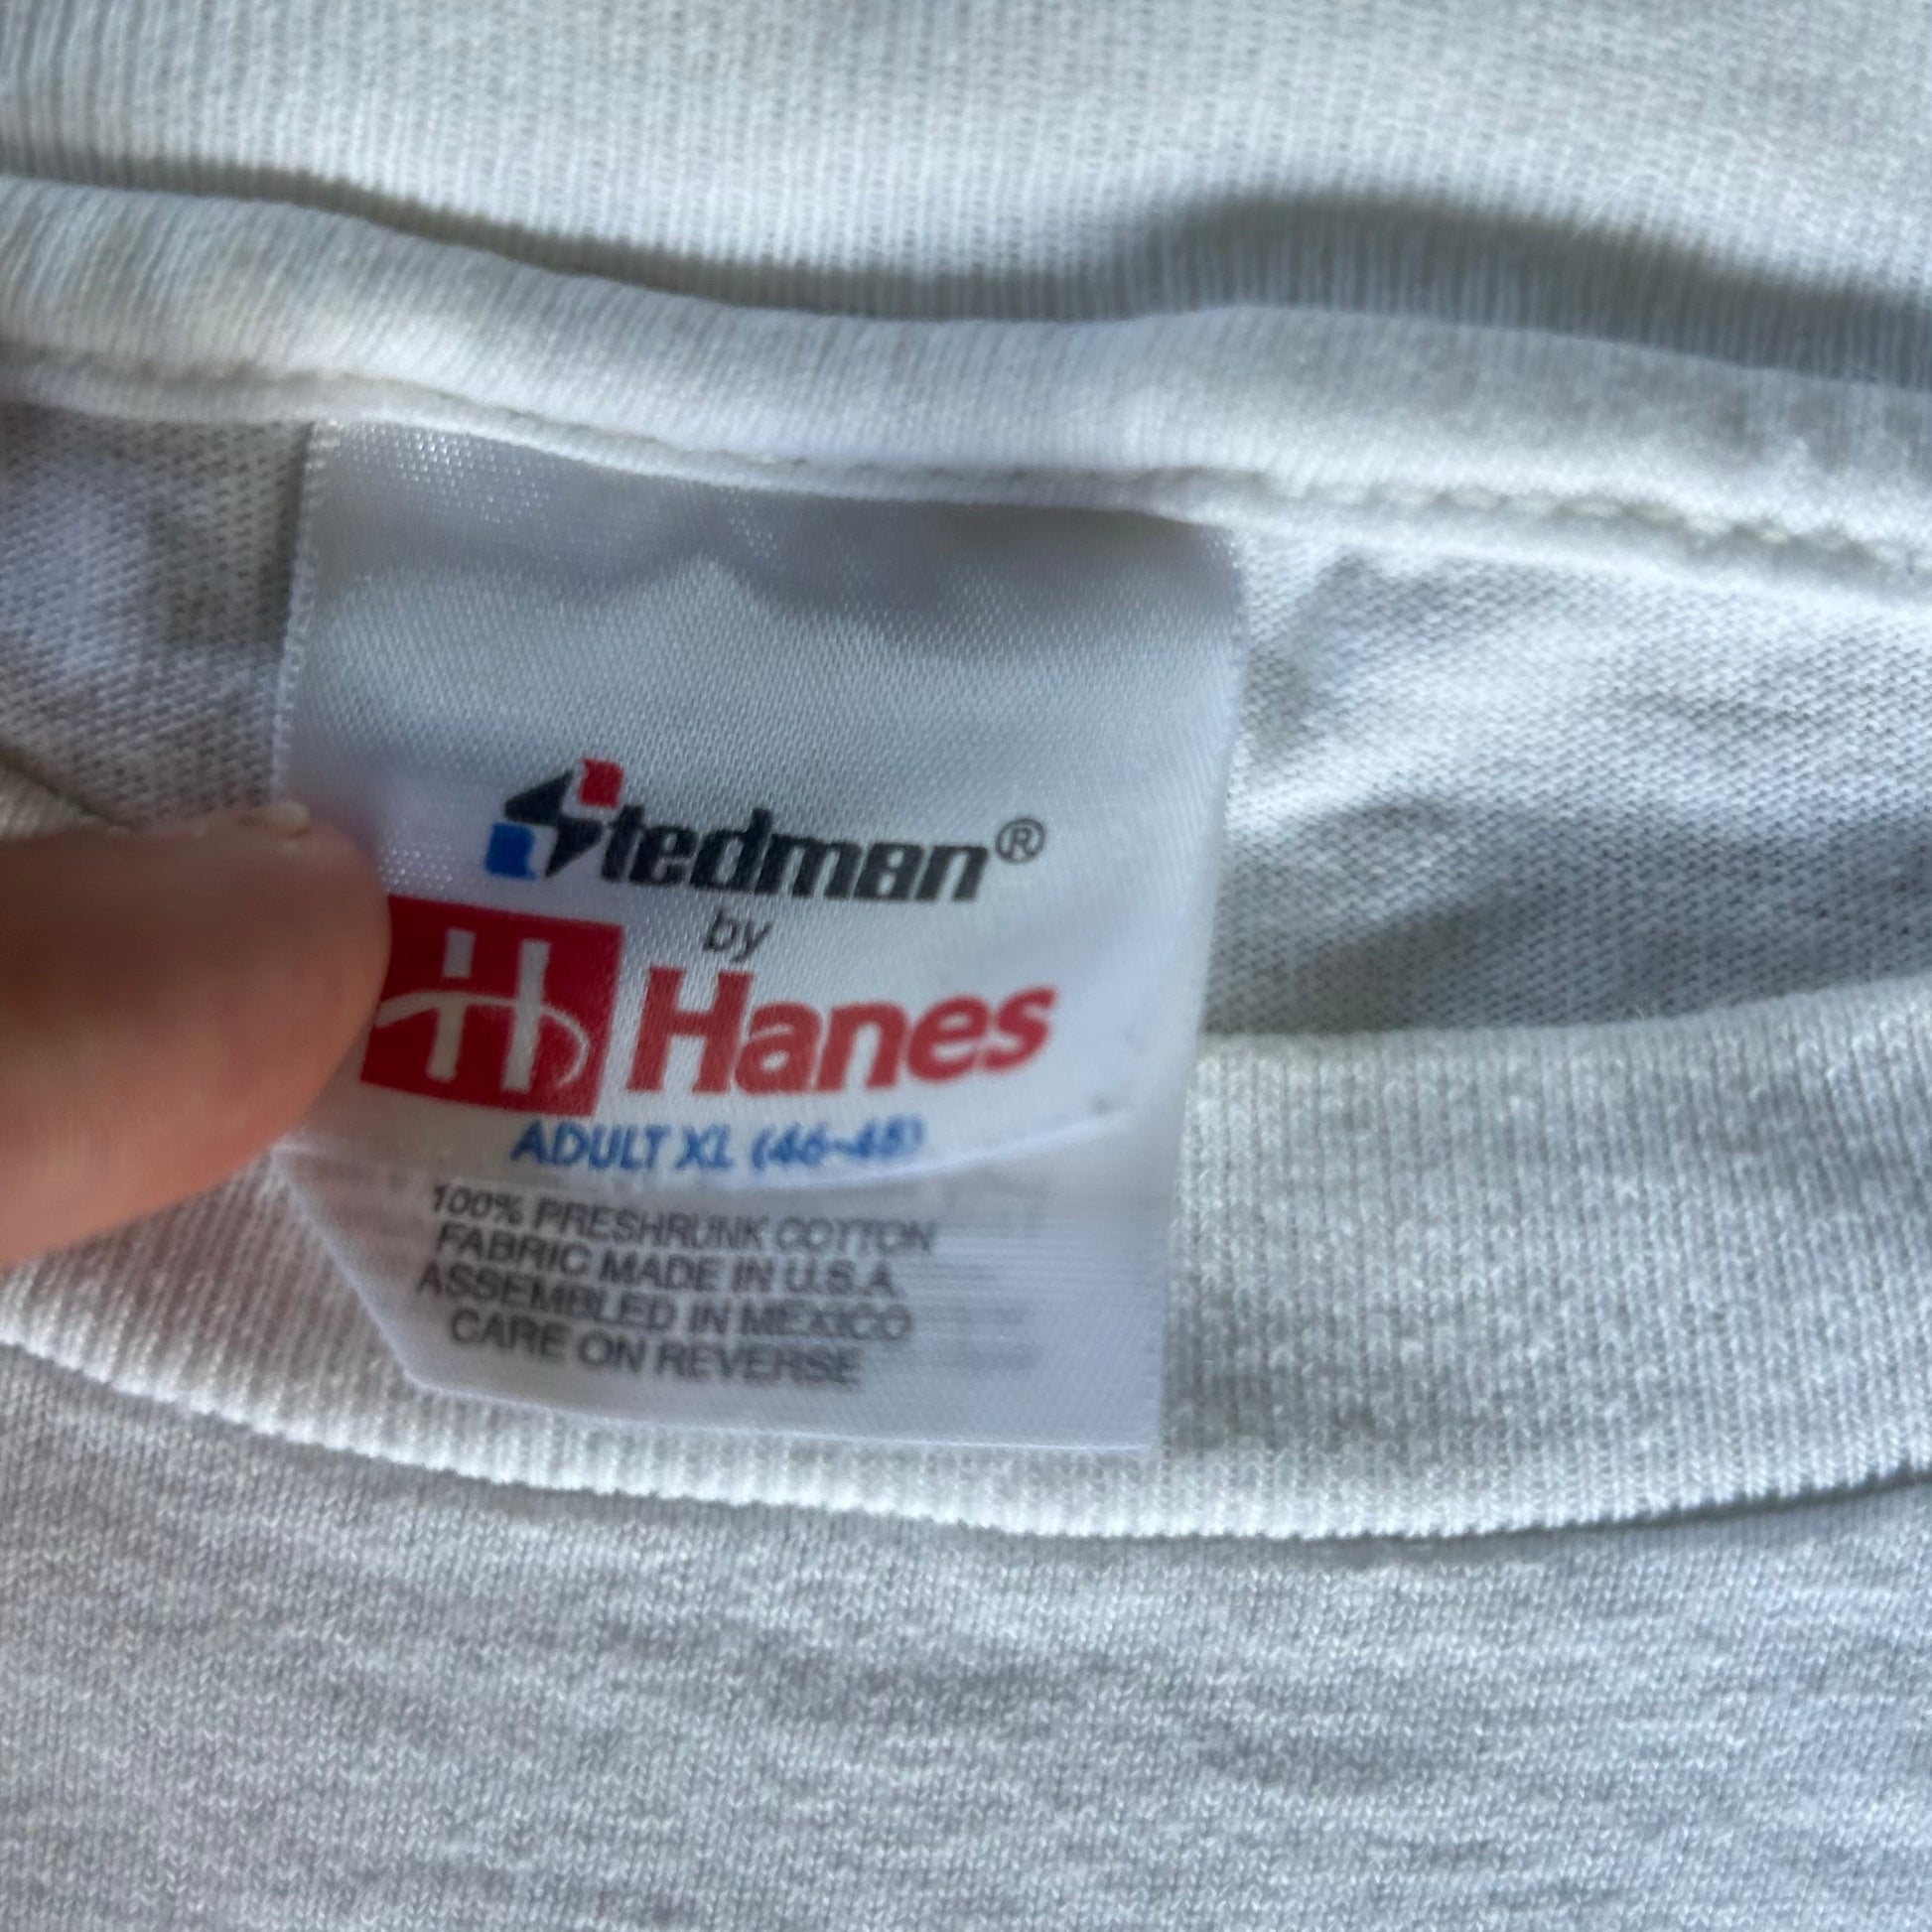 Stedman®
by
H Hanes
ADULT XL (46-48)
100% PRESHRUNK COTTON
FABRIC MADE IN U.S.A
ASSEMBLED IN MEXICO
CARE ON REVERSE